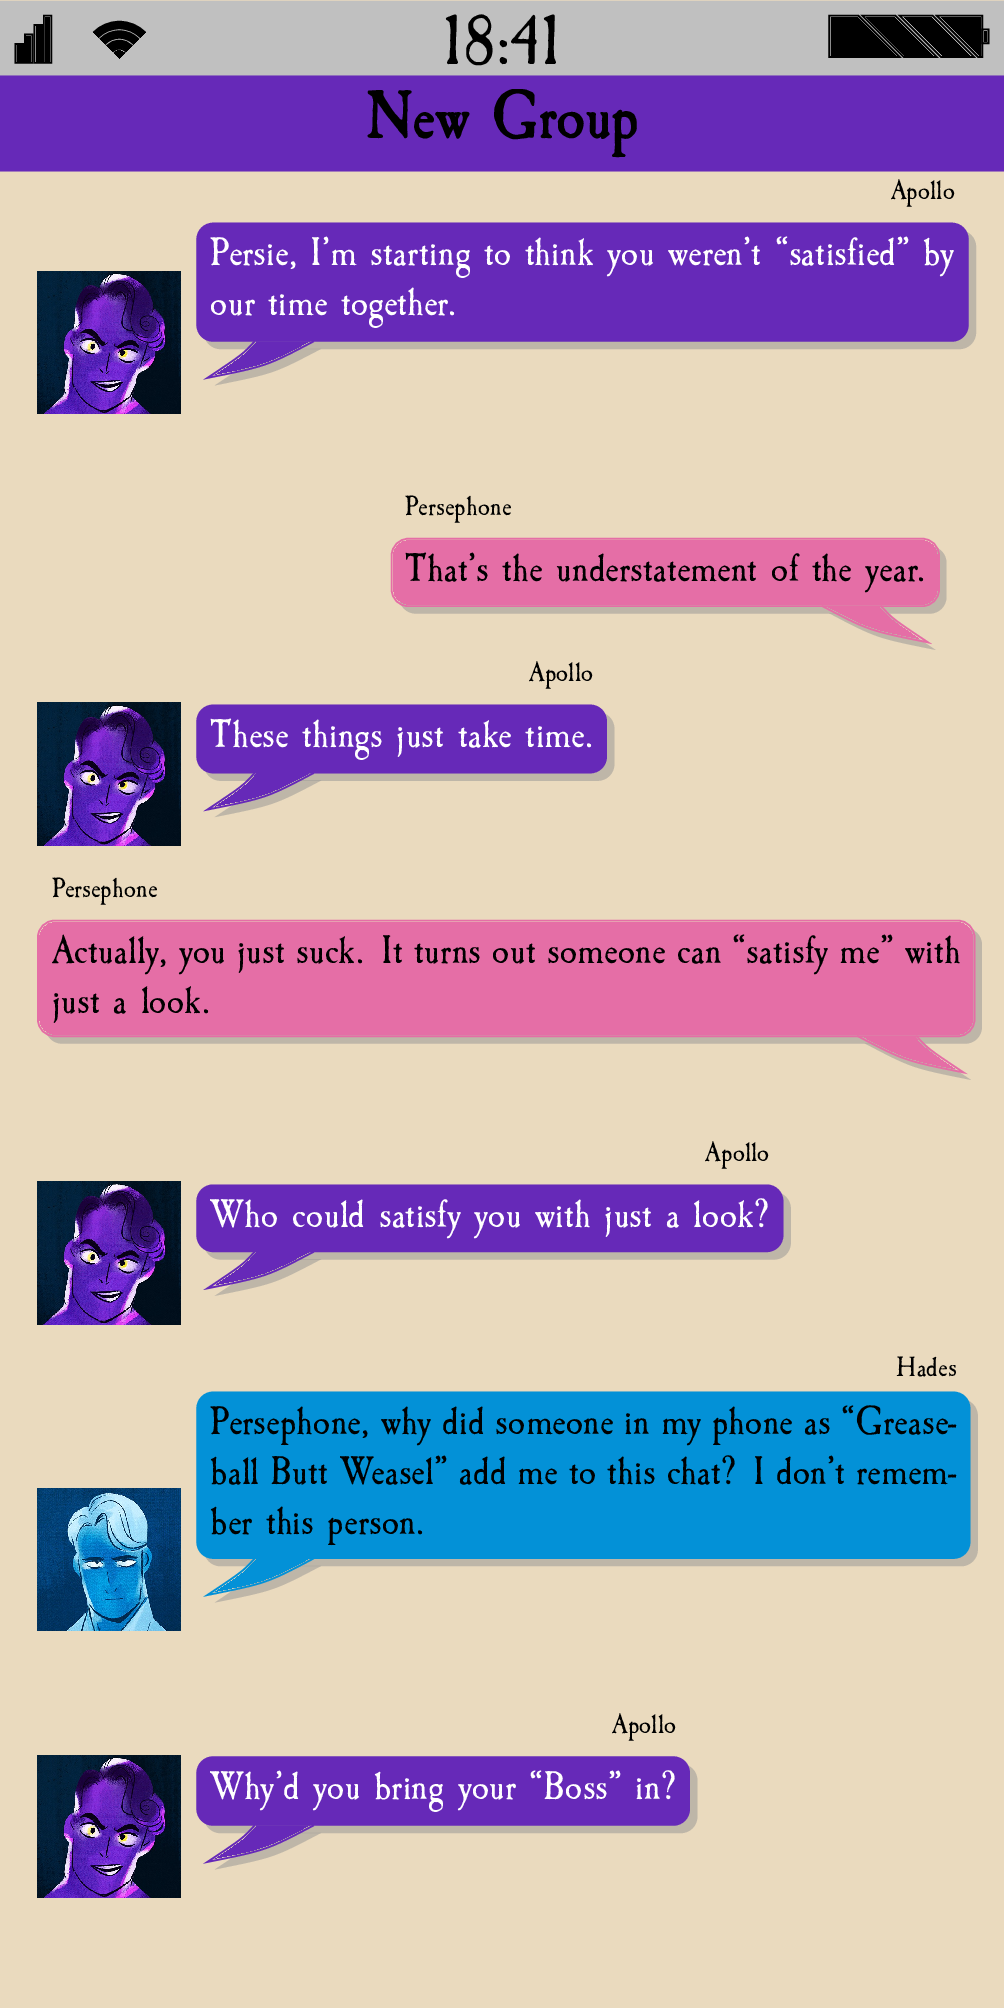 18:41
New Group
Apollo
Persie, I'm starting to think you weren't “satisfied” by
our time together.
Persephone
That's the understatement of the year.
Apollo
These things just take time.
Persephone
Actually, you just suck. It turns out someone can “satisfy me” with
just a look.
Apollo
Who could satisfy you with just a look?
Hades
Persephone, why did someone in my phone as “Grease-
ball Butt Weasel” add me to this chat? I don't remem-
ber this person.
Apollo
Why'd you bring your “Boss” in?